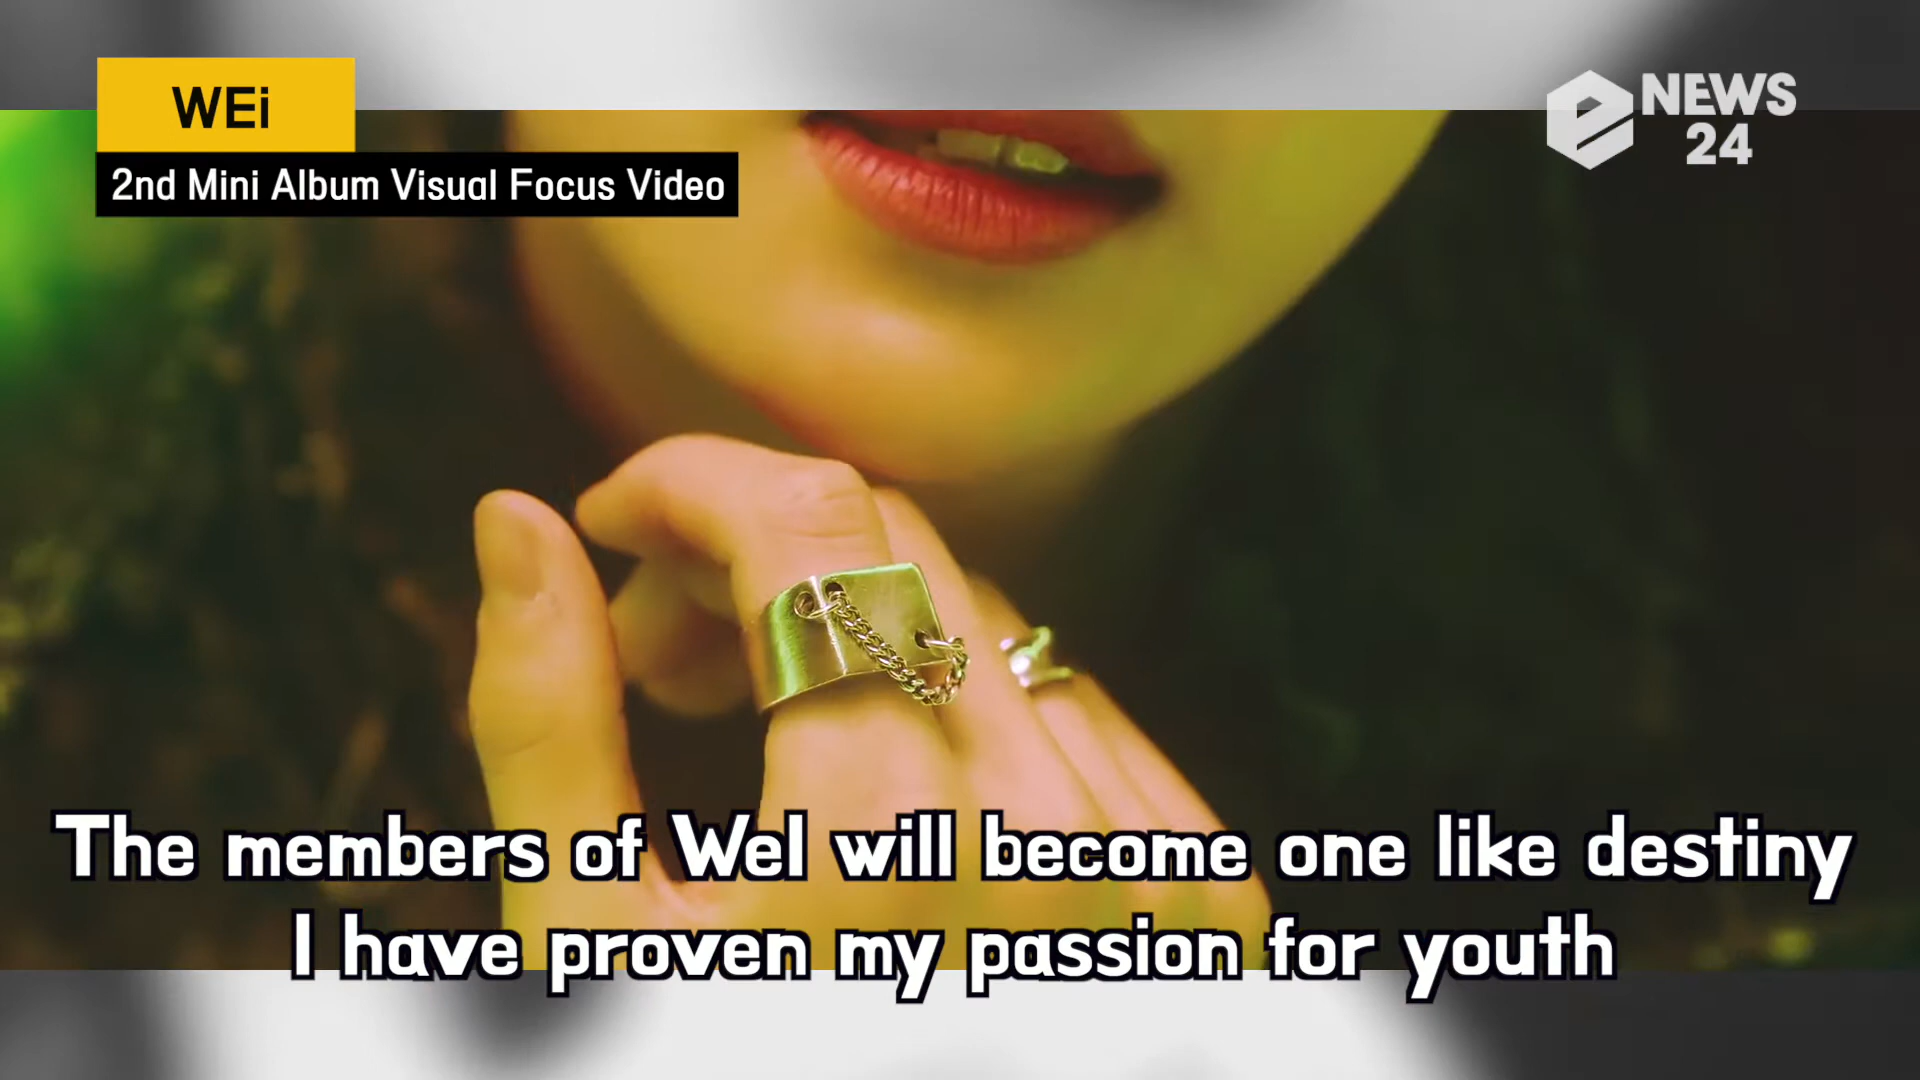 WEi
2nd Mini Album Visual Focus Video
e NEWS
24
The members of WeI will become one like destiny
I have proven my passion for youth